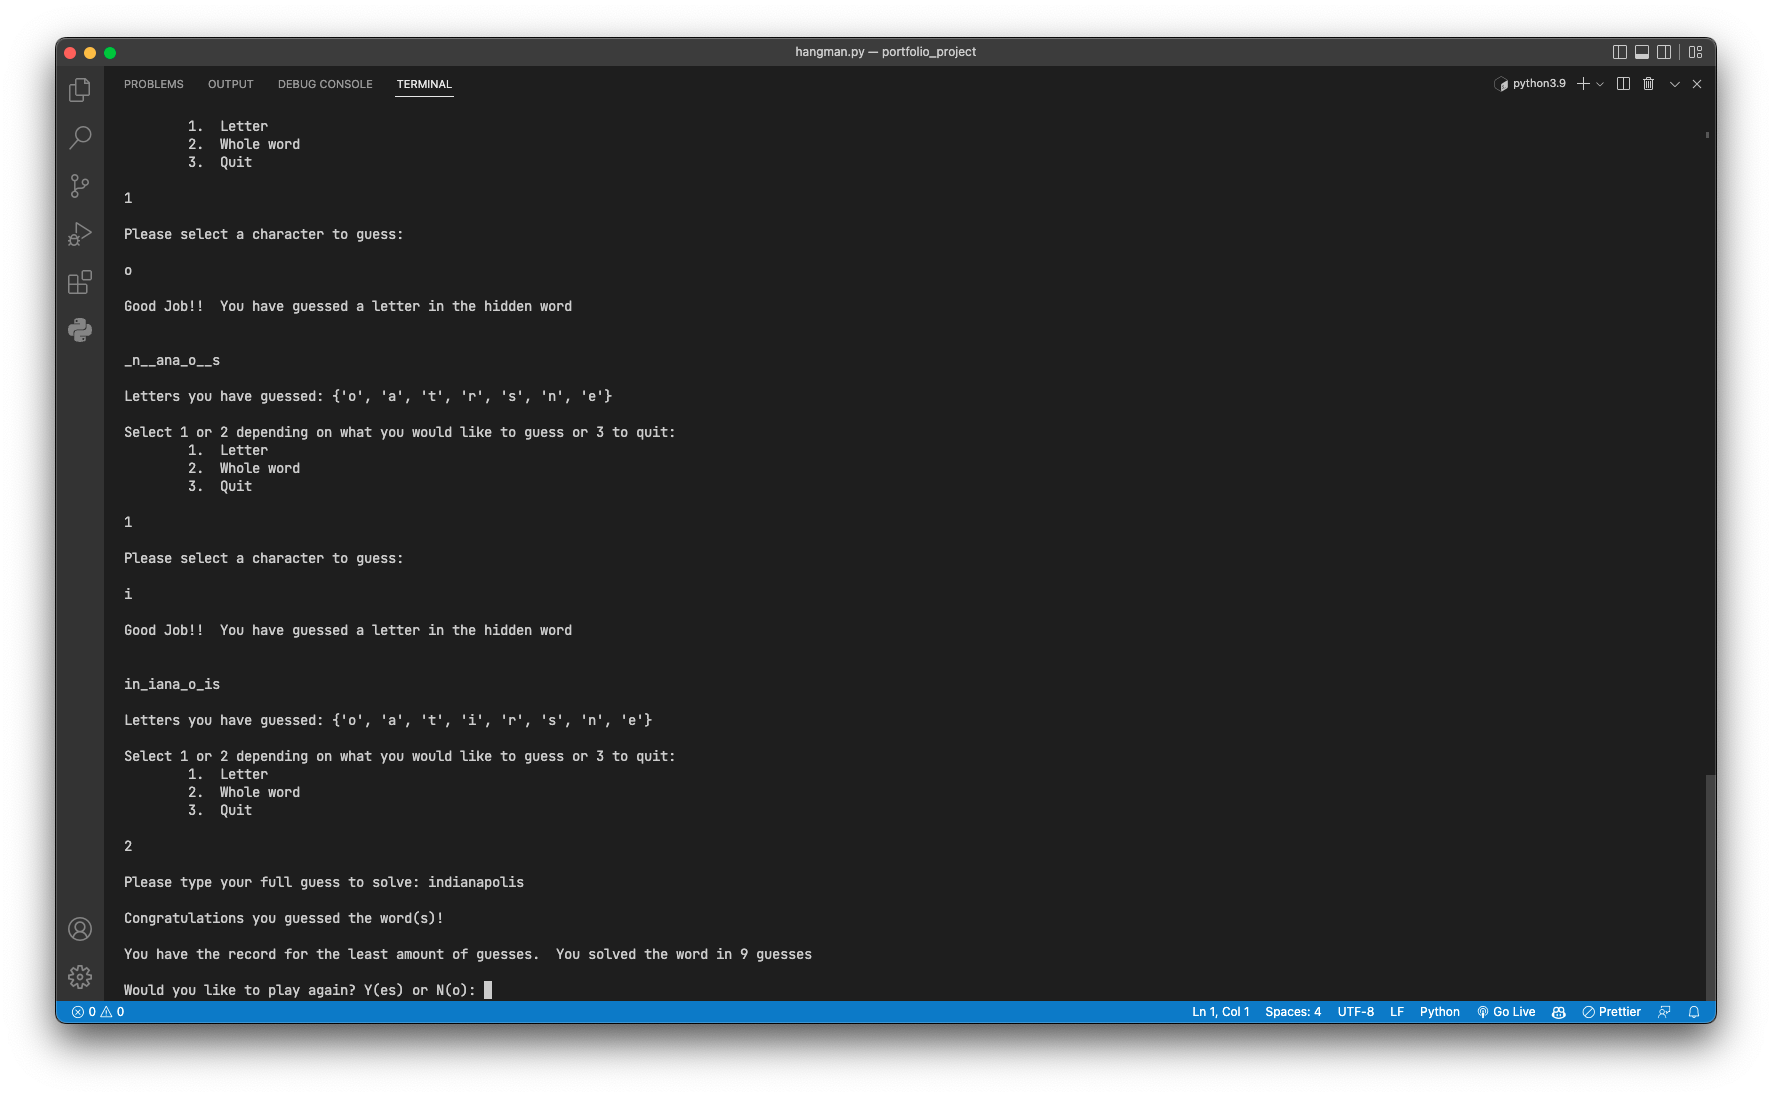 hangman.py — portfolio_project
PROBLEMS OUTPUT DEBUG CONSOLE TERMINAL python3.9
1. Letter
2. Whole word
3. Quit
1
Please select a character to guess:
o
Good Job!! You have guessed a letter in the hidden word
_n__ana_o__s
Letters you have guessed: {'o', 'a', 't', 'r', 's', 'n', 'e'}
Select 1 or 2 depending on what you would like to guess or 3 to quit:
1. Letter
2. Whole word
3. Quit
1
Please select a character to guess:
i
Good Job!! You have guessed a letter in the hidden word
in_iana_o_is
Letters you have guessed: {'o', 'a', 't', 'i', 'r', 's', 'n', 'e'}
Select 1 or 2 depending on what you would like to guess or 3 to quit:
1. Letter
2. Whole word
3. Quit
2
Please type your full guess to solve: indianapolis
Congratulations you guessed the word(s)!
You have the record for the least amount of guesses. You solved the word in 9 guesses
Would you like to play again? Y(es) or N(o):
0 0 Ln 1, Col 1 Spaces: 4 UTF-8 LF Python Go Live Prettier